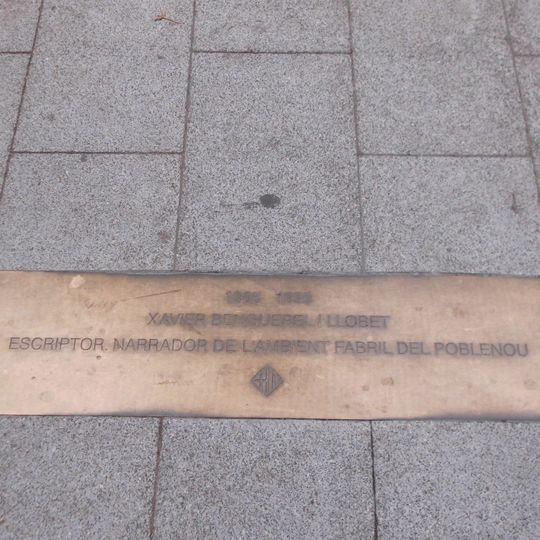 XAVIER BENGUEREL I LLOBET
ESCRIPTOR. NARRADOR DE L'AMBIENT FABRIL DEL POBLENOU